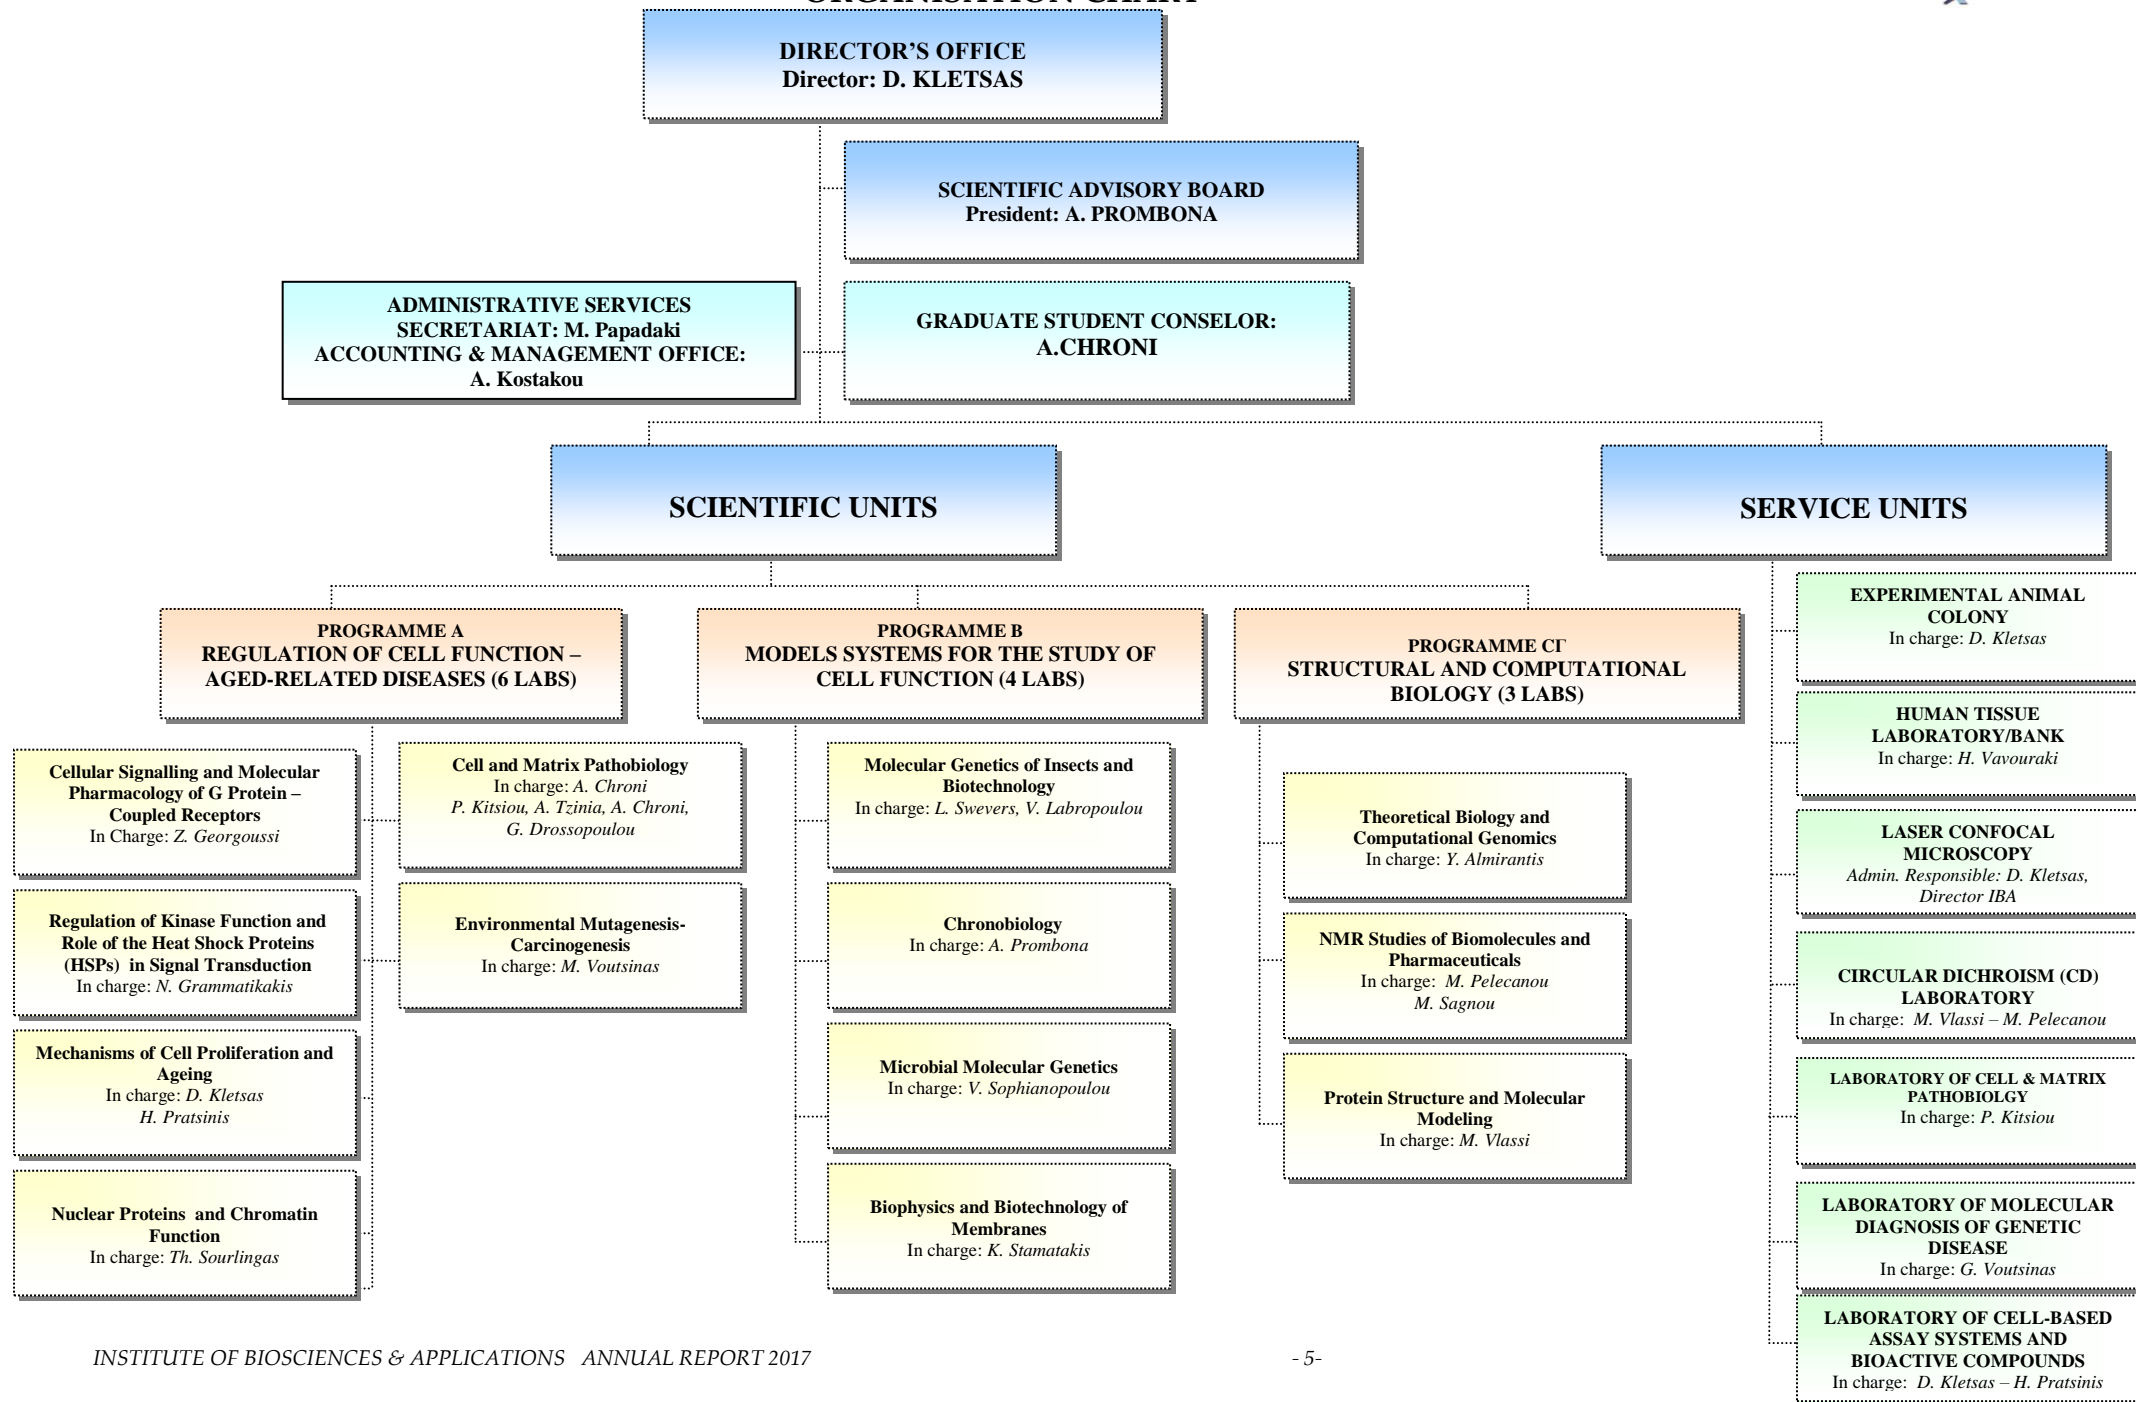 ORGANISATION CHART
DIRECTOR’S OFFICE
Director: D. KLETSAS
SCIENTIFIC ADVISORY BOARD
President: A. PROMBONA
ADMINISTRATIVE SERVICES
SECRETARIAT: M. Papadaki
ACCOUNTING & MANAGEMENT OFFICE:
A. Kostakou
GRADUATE STUDENT CONSELOR:
A.CHRONI
SCIENTIFIC UNITS
SERVICE UNITS
PROGRAMME A
REGULATION OF CELL FUNCTION –
AGED-RELATED DISEASES (6 LABS)
PROGRAMME B
MODELS SYSTEMS FOR THE STUDY OF
CELL FUNCTION (4 LABS)
PROGRAMME CΓ
STRUCTURAL AND COMPUTATIONAL
BIOLOGY (3 LABS)
Cellular Signalling and Molecular
Pharmacology of G Protein –
Coupled Receptors
In Charge: Z. Georgoussi
Regulation of Kinase Function and
Role of the Heat Shock Proteins
(HSPs) in Signal Transduction
In charge: N. Grammatikakis
Mechanisms of Cell Proliferation and
Ageing
In charge: D. Kletsas
H. Pratsinis
Nuclear Proteins and Chromatin
Function
In charge: Th. Sourlingas
Cell and Matrix Pathobiology
In charge: A. Chroni
P. Kitsiou, A. Tzinia, A. Chroni,
G. Drossopoulou
Environmental Mutagenesis-
Carcinogenesis
In charge: M. Voutsinas
Molecular Genetics of Insects and
Biotechnology
In charge: L. Swevers, V. Labropoulou
Chronobiology
In charge: A. Prombona
Microbial Molecular Genetics
In charge: V. Sophianopoulou
Biophysics and Biotechnology of
Membranes
In charge: K. Stamatakis
Theoretical Biology and
Computational Genomics
In charge: Y. Almirantis
NMR Studies of Biomolecules and
Pharmaceuticals
In charge: M. Pelecanou
M. Sagnou
Protein Structure and Molecular
Modeling
In charge: M. Vlassi
EXPERIMENTAL ANIMAL
COLONY
In charge: D. Kletsas
HUMAN TISSUE
LABORATORY/BANK
In charge: H. Vavouraki
LASER CONFOCAL
MICROSCOPY
Admin. Responsible: D. Kletsas,
Director IBA
CIRCULAR DICHROISM (CD)
LABORATORY
In charge: M. Vlassi – M. Pelecanou
LABORATORY OF CELL & MATRIX
PATHOBIOLGY
In charge: P. Kitsiou
LABORATORY OF MOLECULAR
DIAGNOSIS OF GENETIC
DISEASE
In charge: G. Voutsinas
LABORATORY OF CELL-BASED
ASSAY SYSTEMS AND
BIOACTIVE COMPOUNDS
In charge: D. Kletsas – H. Pratsinis
INSTITUTE OF BIOSCIENCES & APPLICATIONS ANNUAL REPORT 2017
- 5-